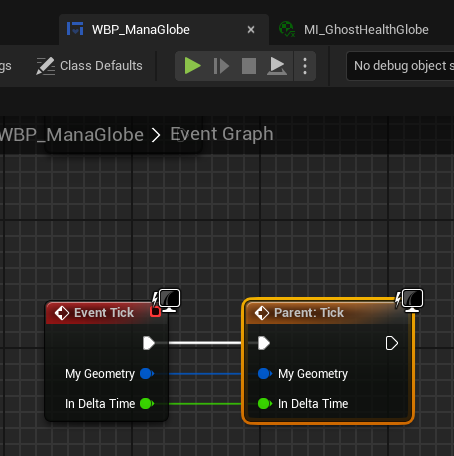 WBP_ManaGlobe × MI_GhostHealthGlobe
gs Class Defaults No debug object s
WBP_ManaGlobe > Event Graph
Event Tick
Parent: Tick
My Geometry
My Geometry
In Delta Time
In Delta Time